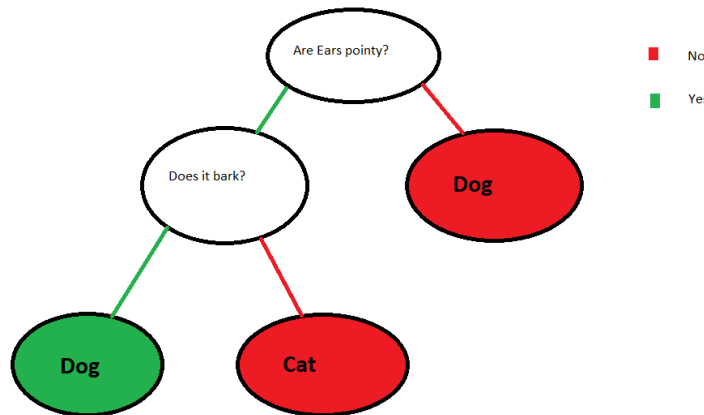 Are Ears pointy?
No
Yes
Does it bark?
Dog
Dog
Cat